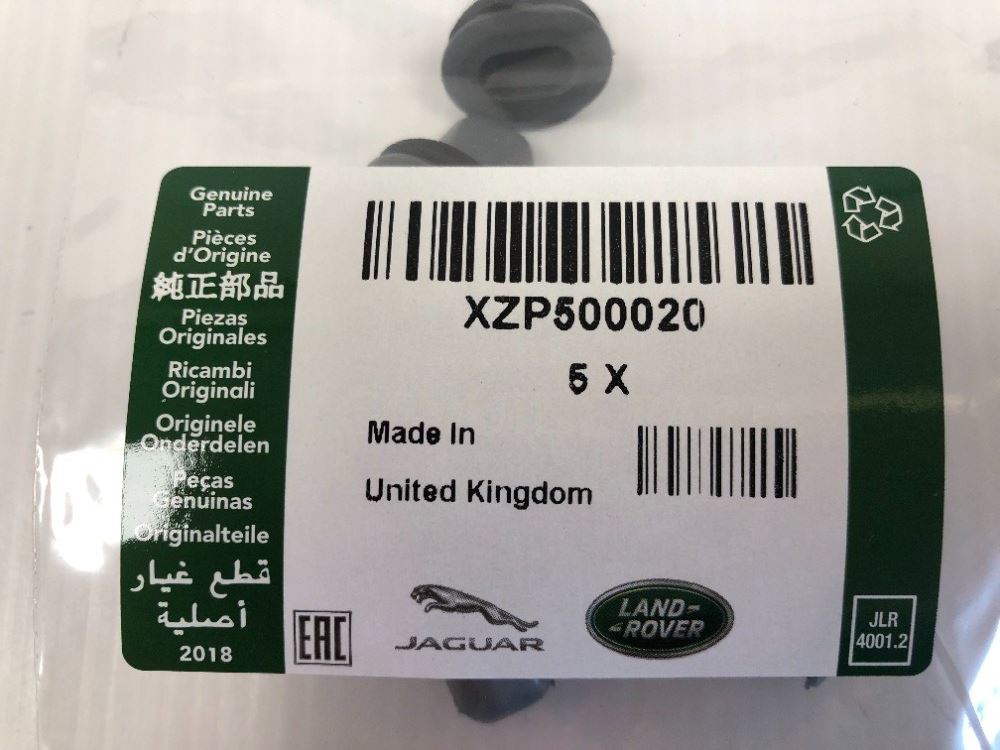 Genuine
Parts
Pièces
d'Origine
純正部品
Piezas
Originales
Ricambi
Originali
Originele
Onderdelen
Peças
Genuinas
Originalteile
قطع غيار
أصلية
2018
XZP500020
5 X
Made In
United Kingdom
EAC
JAGUAR
LAND-
-ROVER
JLR
4001.2